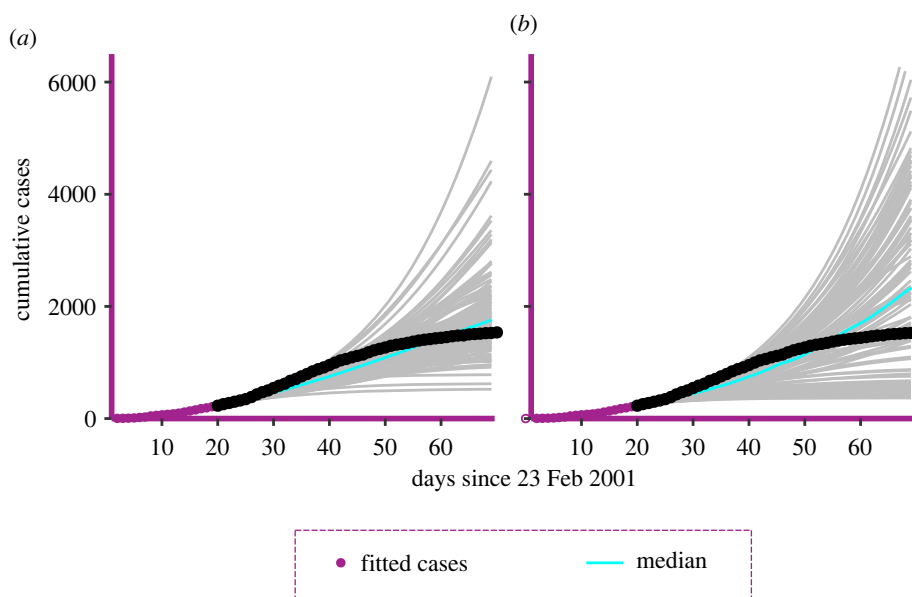 (a)
(b)
6000
4000
2000
0
cumulative cases
10 20 30 40 50 60
10 20 30 40 50 60
days since 23 Feb 2001
fitted cases
median